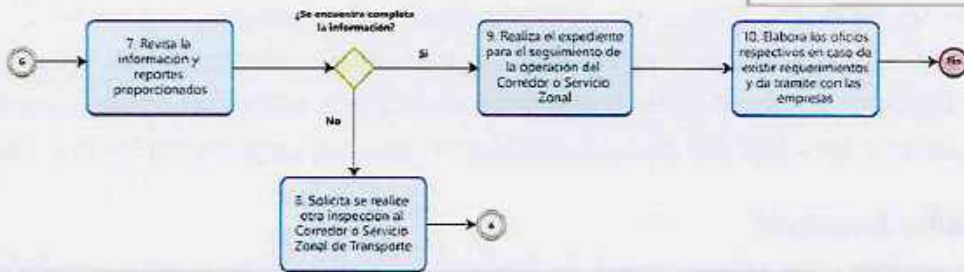 ¿Se encuentra completa
la información?
6
7. Revisa la
información y
reportes
proporcionados
Si
9. Realiza el expediente
para el seguimiento de
la operación del
Corredor o Servicio
Zonal
10. Elabora los oficios
respectivos en caso de
existir requerimientos
y da tramite con las
empresas
Fin
No
8. Solicita se realice
otra inspección al
Corredor o Servicio
Zonal de Transporte